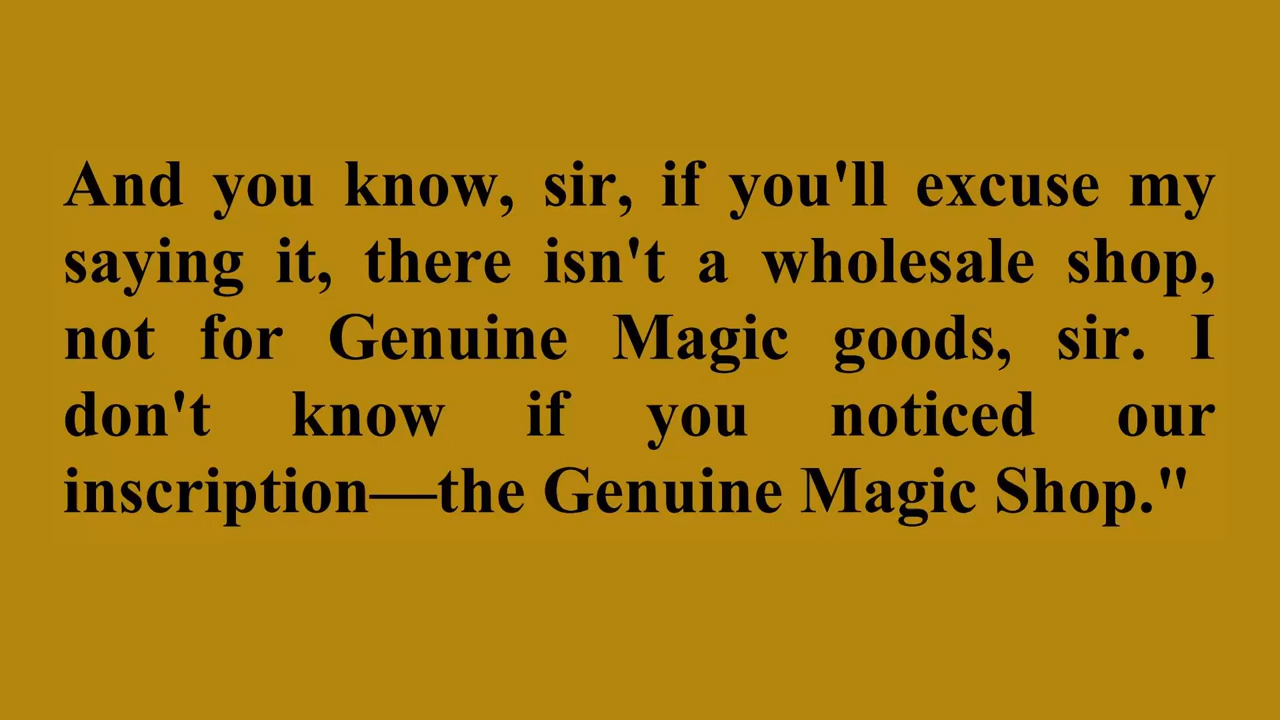 And you know, sir, if you'll excuse my
saying it, there isn't a wholesale shop,
not for Genuine Magic goods, sir. I
don't know if you noticed our
inscription—the Genuine Magic Shop."